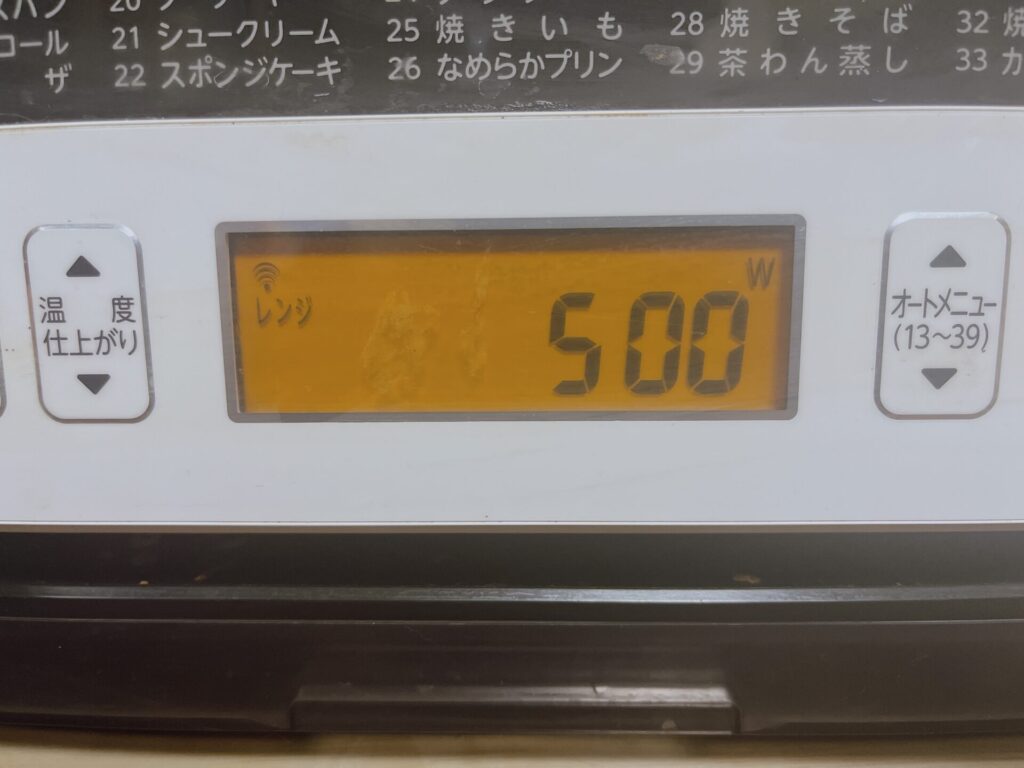 21 シュークリーム
22 スポンジケーキ
25 焼きいも
26 なめらかプリン
28 焼きそば
29 茶わん蒸し
32 焼
33 カ
コール
ザ
温度
仕上がり
レンジ
500 W
オートメニュー
(13～39)